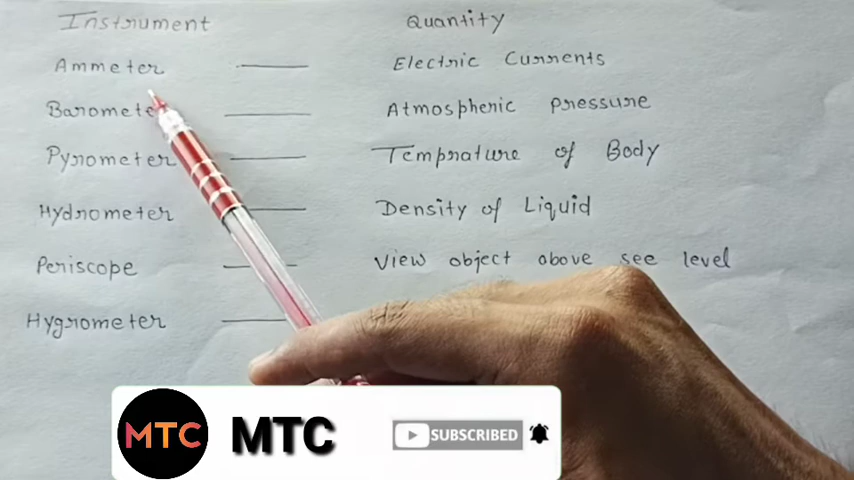 Instrument Quantity
Ammeter Electric Currents
Barometer Atmospheric pressure
Pyrometer Temprature of Body
Hydrometer Density of Liquid
Periscope View object above see level
Hygrometer
MTC MTC SUBSCRIBED